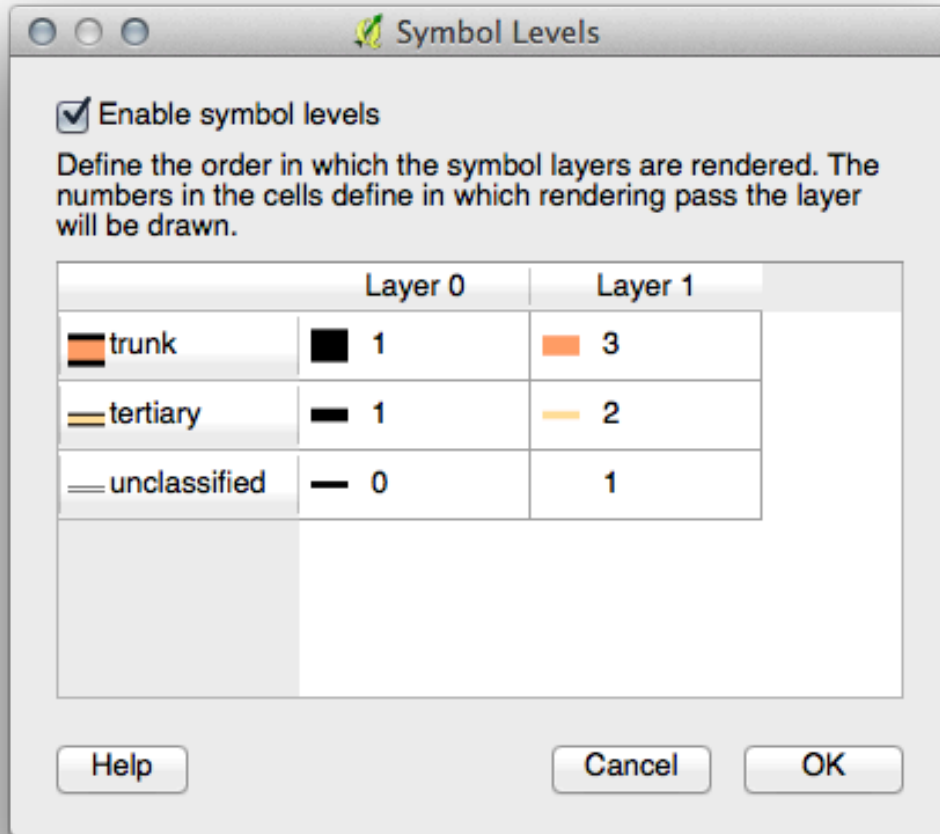 Symbol Levels
Enable symbol levels
Define the order in which the symbol layers are rendered. The
numbers in the cells define in which rendering pass the layer
will be drawn.
Layer 0 Layer 1
trunk 1 3
tertiary 1 2
unclassified 0 1
Help Cancel OK